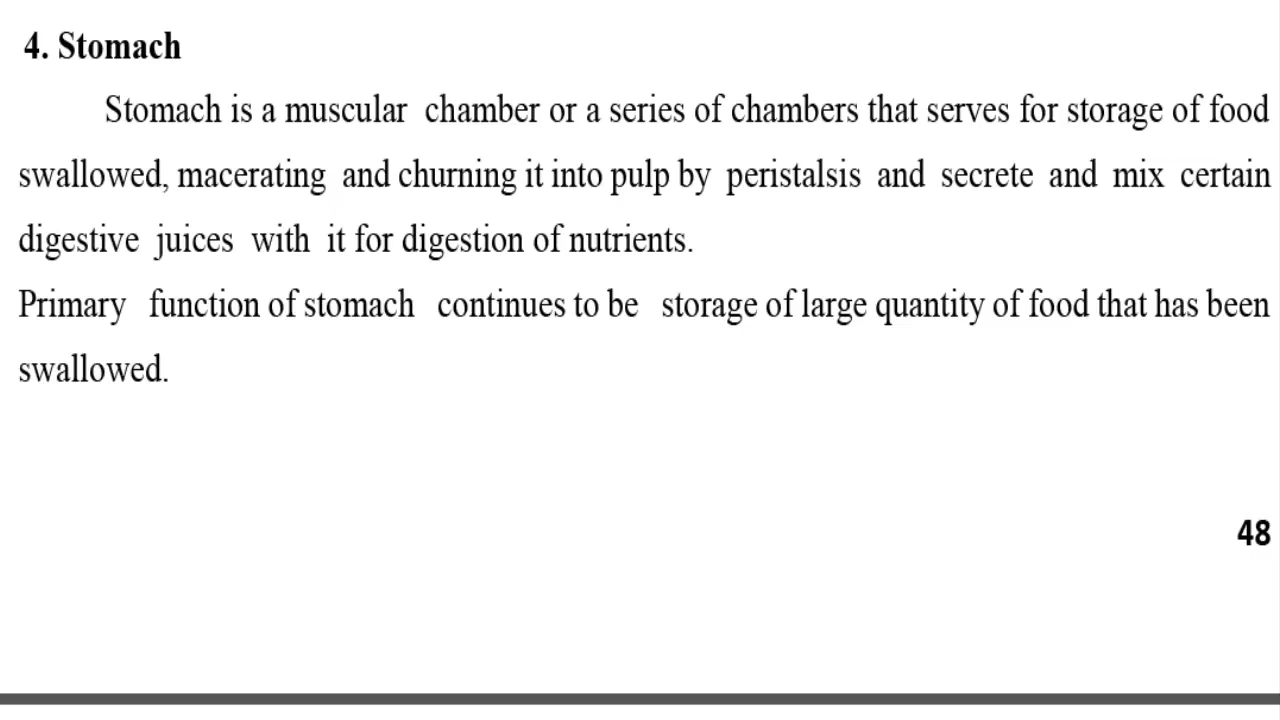 4. Stomach
Stomach is a muscular chamber or a series of chambers that serves for storage of food
swallowed, macerating and churning it into pulp by peristalsis and secrete and mix certain
digestive juices with it for digestion of nutrients.
Primary function of stomach continues to be storage of large quantity of food that has been
swallowed.
48